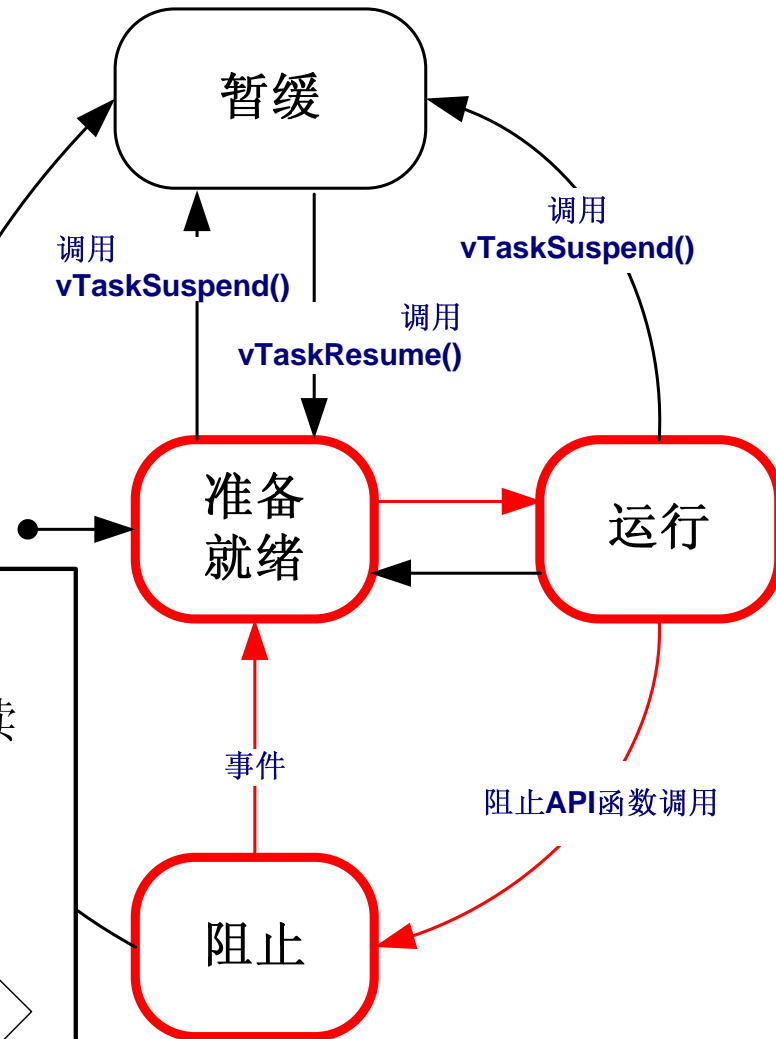 暂缓
调用
vTaskSuspend()
调用
vTaskSuspend()
调用
vTaskResume()
准备
就绪
运行
事件
阻止API函数调用
阻止